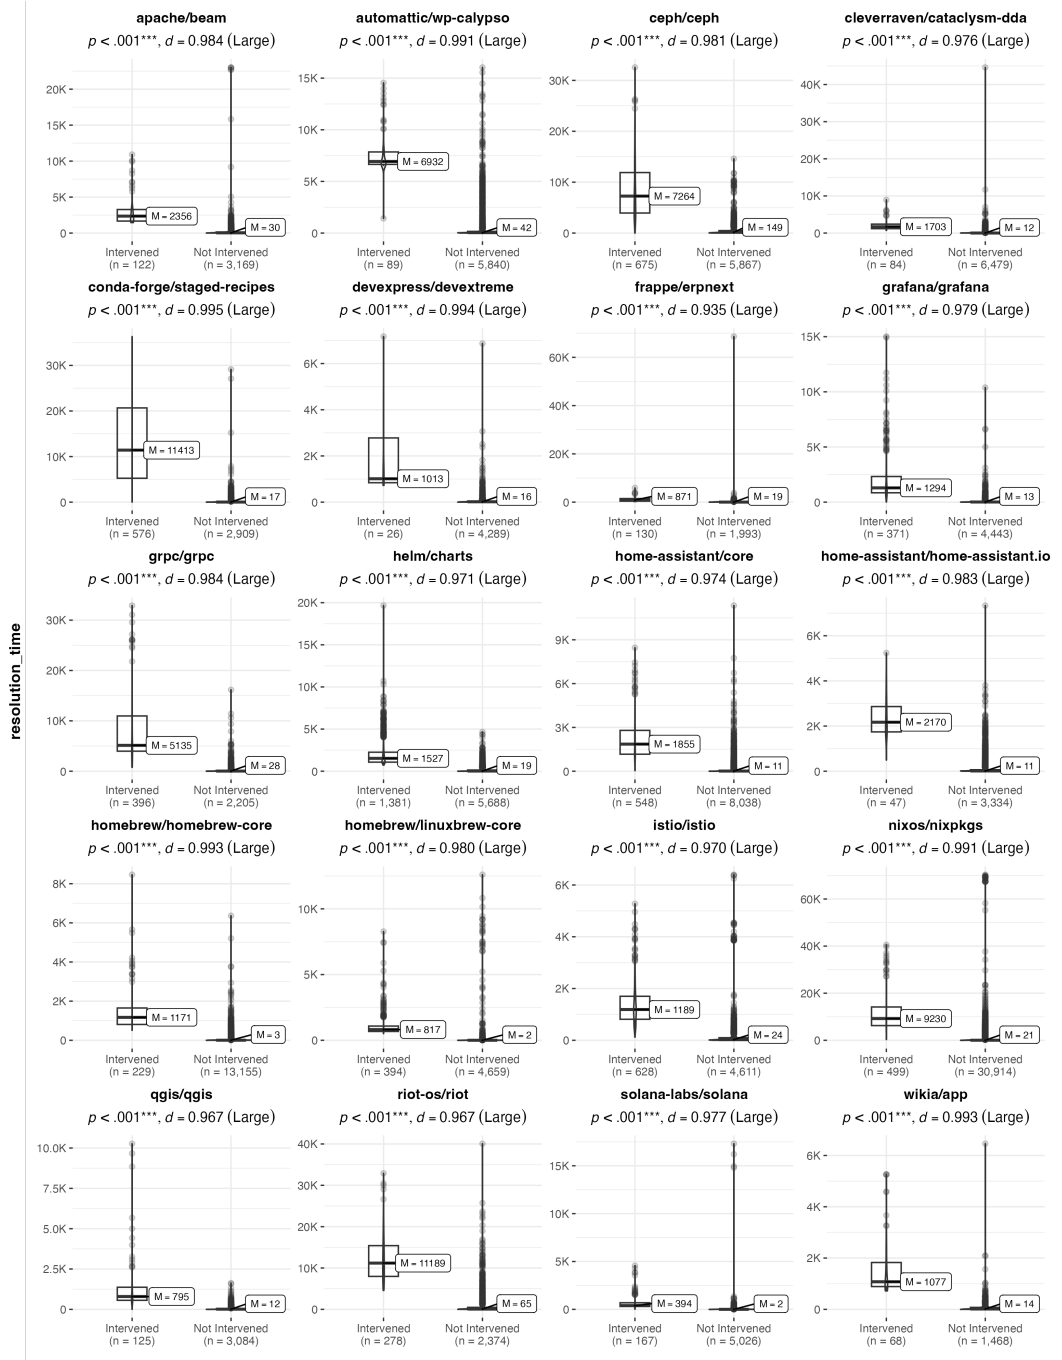 apache/beam
p < .001***, d = 0.984 (Large)
20K
15K
10K
5K
0
M = 2356
M = 30
Intervened
(n = 122)
Not Intervened
(n = 3,169)
automattic/wp-calypso
p < .001***, d = 0.991 (Large)
15K
10K
5K
0
M = 6932
M = 42
Intervened
(n = 89)
Not Intervened
(n = 5,840)
ceph/ceph
p < .001***, d = 0.981 (Large)
30K
20K
10K
0
M = 7264
M = 149
Intervened
(n = 675)
Not Intervened
(n = 5,867)
cleverraven/cataclysm-dda
p < .001***, d = 0.976 (Large)
40K
30K
20K
10K
0
M = 1703
M = 12
Intervened
(n = 84)
Not Intervened
(n = 6,479)
conda-forge/staged-recipes
p < .001***, d = 0.995 (Large)
30K
20K
10K
0
M = 11413
M = 17
Intervened
(n = 576)
Not Intervened
(n = 2,909)
devexpress/devextreme
p < .001***, d = 0.994 (Large)
6K
4K
2K
0
M = 1013
M = 16
Intervened
(n = 26)
Not Intervened
(n = 4,289)
frappe/erpnext
p < .001***, d = 0.935 (Large)
60K
40K
20K
0
M = 871
M = 19
Intervened
(n = 130)
Not Intervened
(n = 1,993)
grafana/grafana
p < .001***, d = 0.979 (Large)
15K
10K
5K
0
M = 1294
M = 13
Intervened
(n = 371)
Not Intervened
(n = 4,443)
resolution_time
grpc/grpc
p < .001***, d = 0.984 (Large)
30K
20K
10K
0
M = 5135
M = 28
Intervened
(n = 396)
Not Intervened
(n = 2,205)
helm/charts
p < .001***, d = 0.971 (Large)
20K
15K
10K
5K
0
M = 1527
M = 19
Intervened
(n = 1,381)
Not Intervened
(n = 5,688)
home-assistant/core
p < .001***, d = 0.974 (Large)
9K
6K
3K
0
M = 1855
M = 11
Intervened
(n = 548)
Not Intervened
(n = 8,038)
home-assistant/home-assistant.io
p < .001***, d = 0.983 (Large)
6K
4K
2K
0
M = 2170
M = 11
Intervened
(n = 47)
Not Intervened
(n = 3,334)
homebrew/homebrew-core
p < .001***, d = 0.993 (Large)
8K
6K
4K
2K
0
M = 1171
M = 3
Intervened
(n = 229)
Not Intervened
(n = 13,155)
homebrew/linuxbrew-core
p < .001***, d = 0.980 (Large)
10K
5K
0
M = 817
M = 2
Intervened
(n = 394)
Not Intervened
(n = 4,659)
istio/istio
p < .001***, d = 0.970 (Large)
6K
4K
2K
0
M = 1189
M = 24
Intervened
(n = 628)
Not Intervened
(n = 4,611)
nixos/nixpkgs
p < .001***, d = 0.991 (Large)
60K
40K
20K
0
M = 9230
M = 21
Intervened
(n = 499)
Not Intervened
(n = 30,914)
qgis/qgis
p < .001***, d = 0.967 (Large)
10.0K
7.5K
5.0K
2.5K
0
M = 795
M = 12
Intervened
(n = 125)
Not Intervened
(n = 3,084)
riot-os/riot
p < .001***, d = 0.967 (Large)
40K
30K
20K
10K
0
M = 11189
M = 65
Intervened
(n = 278)
Not Intervened
(n = 2,374)
solana-labs/solana
p < .001***, d = 0.977 (Large)
15K
10K
5K
0
M = 394
M = 2
Intervened
(n = 167)
Not Intervened
(n = 5,026)
wikia/app
p < .001***, d = 0.993 (Large)
6K
4K
2K
0
M = 1077
M = 14
Intervened
(n = 68)
Not Intervened
(n = 1,468)